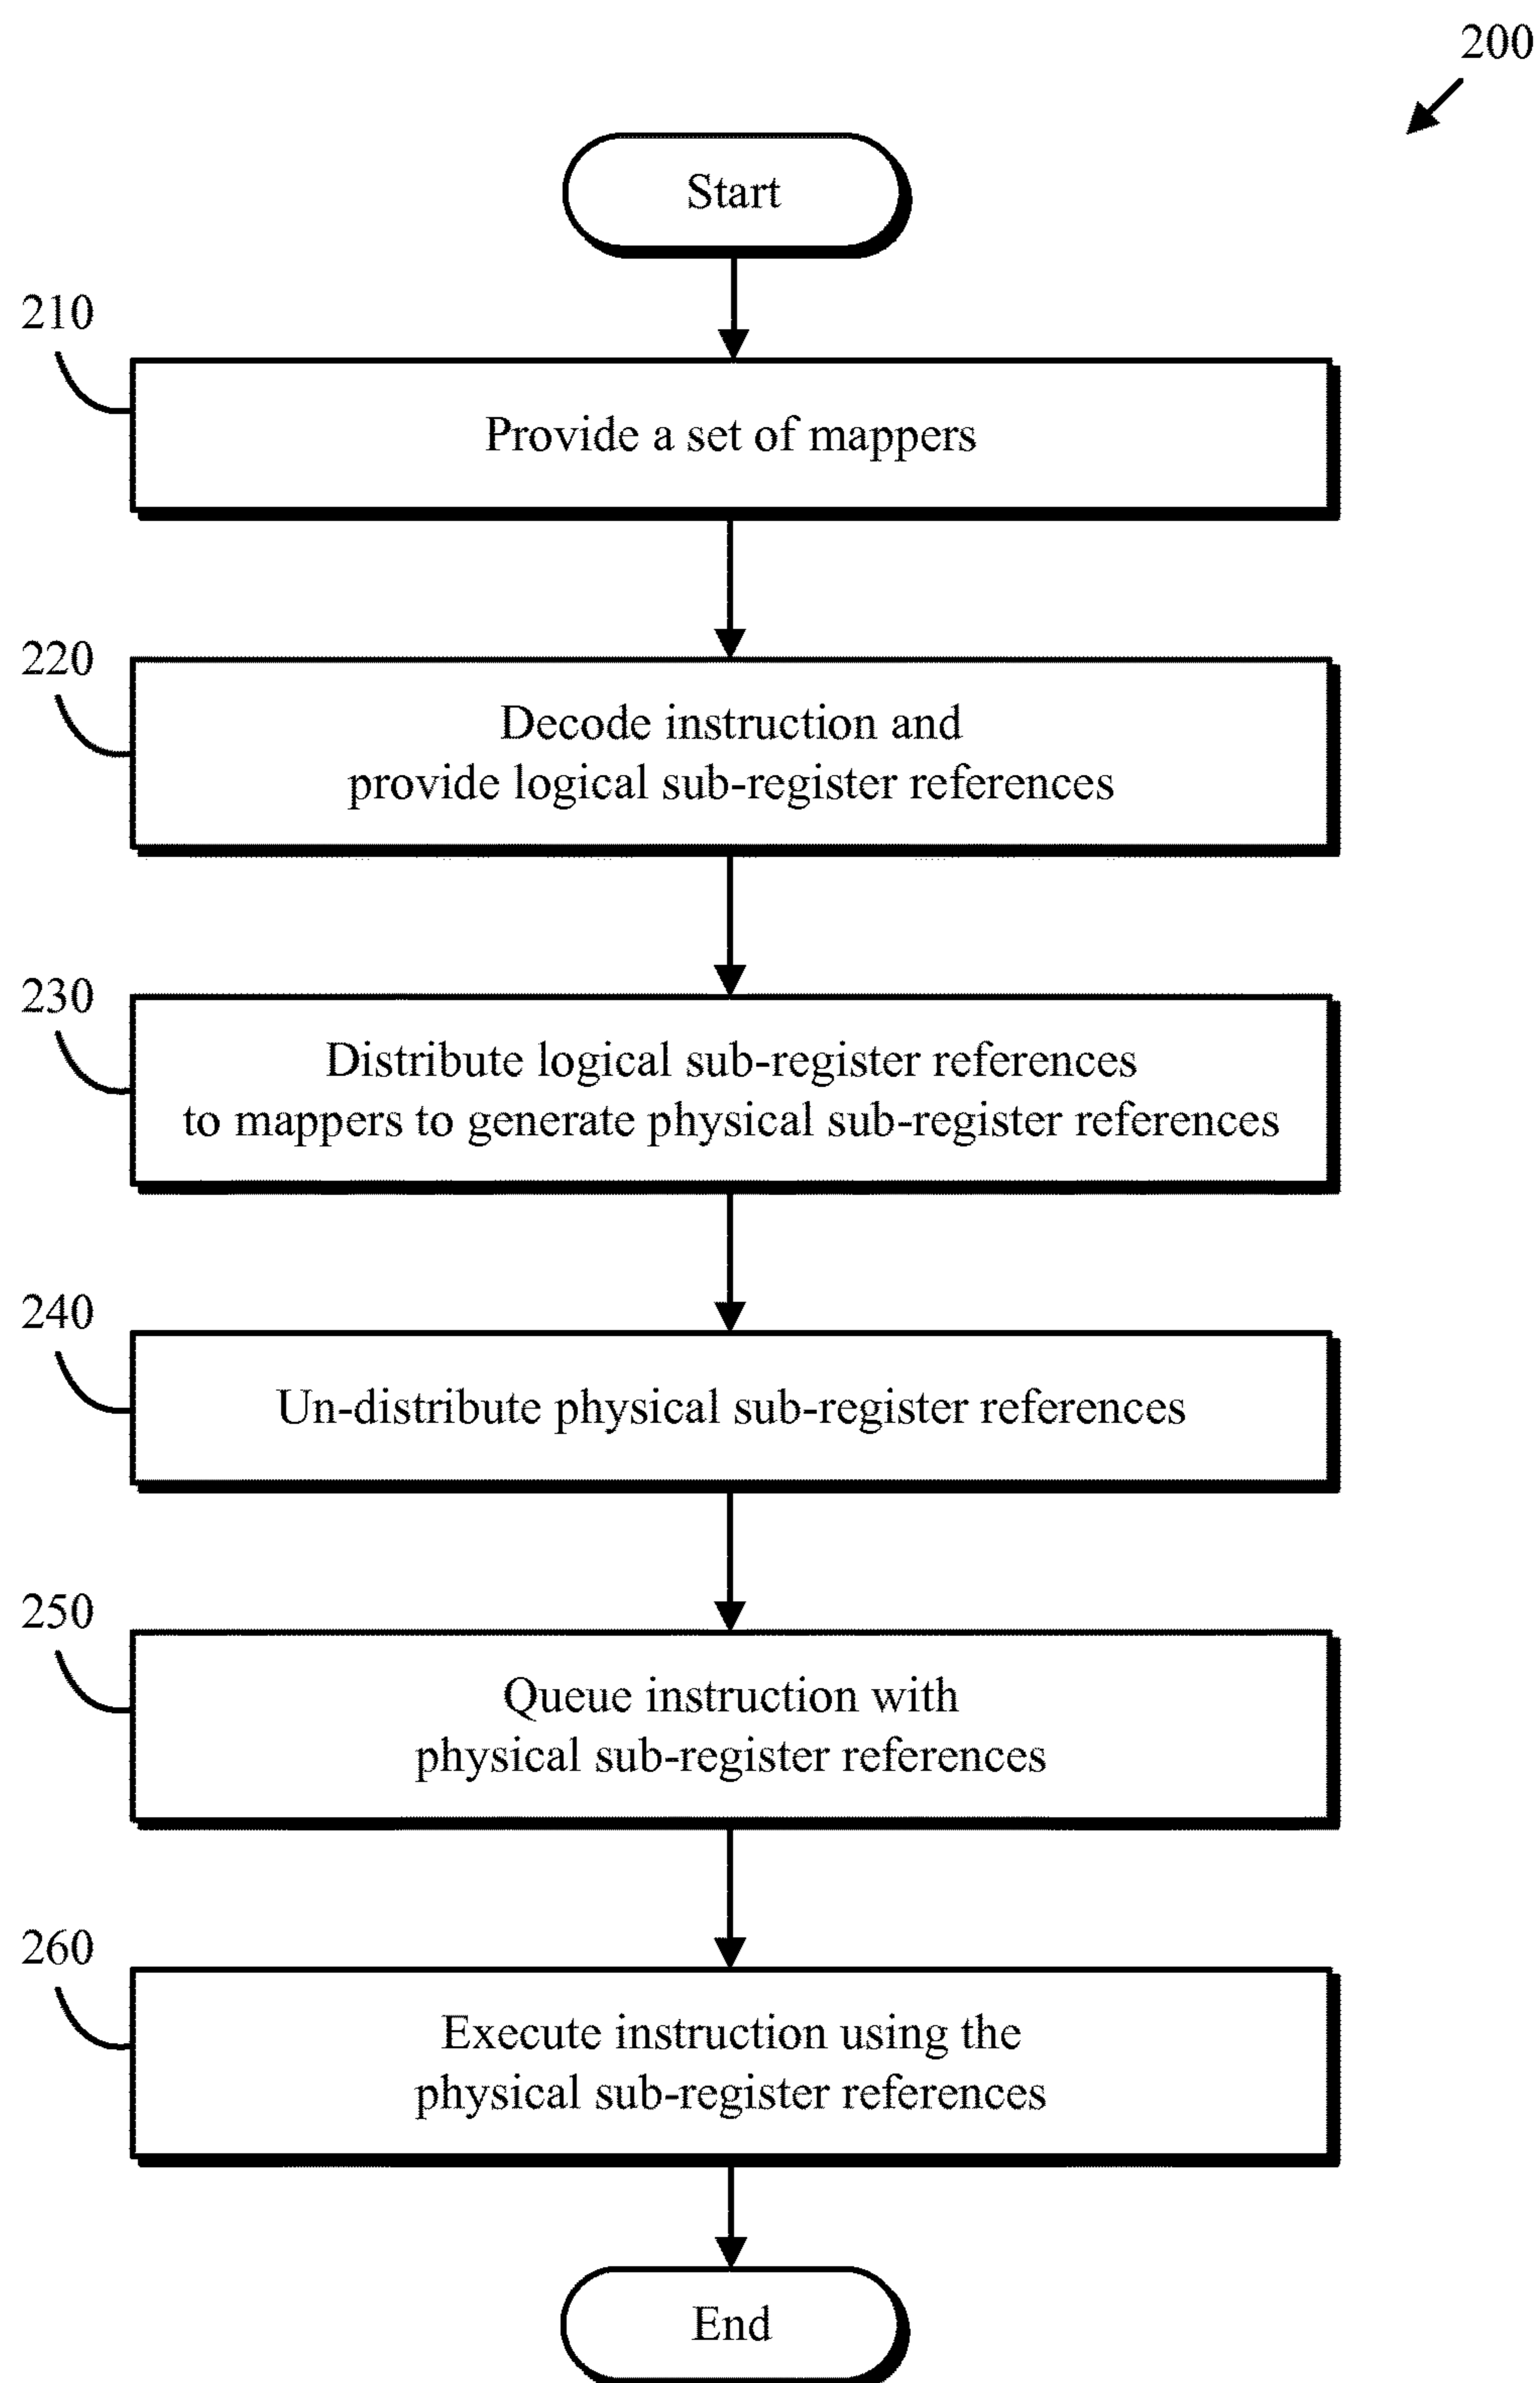 200
Start
210
Provide a set of mappers
220
Decode instruction and
provide logical sub-register references
230
Distribute logical sub-register references
to mappers to generate physical sub-register references
240
Un-distribute physical sub-register references
250
Queue instruction with
physical sub-register references
260
Execute instruction using the
physical sub-register references
End